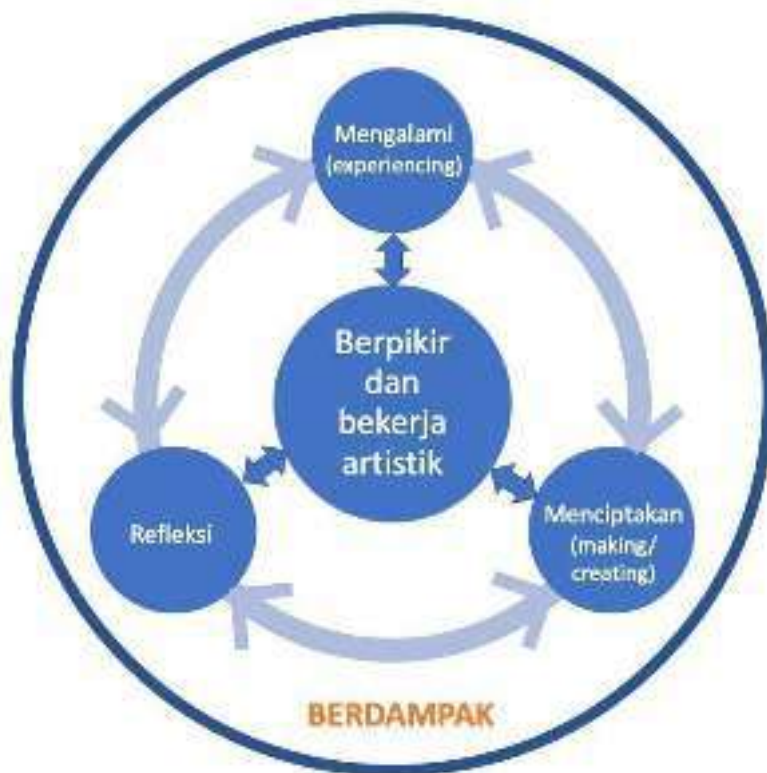 Mengalami
(experiencing)
Berpikir
dan
bekerja
artistik
Refleksi
Menciptakan
(making/
creating)
BERDAMPAK